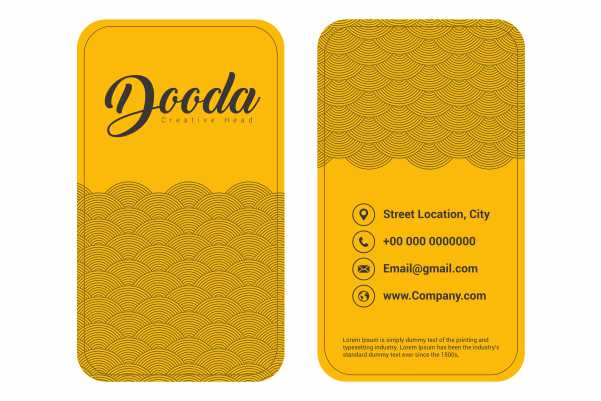 Dooda
Creative Head
Street Location, City
+00 000 0000000
Email@gmail.com
www.Company.com
Lorem Ipsum is simply dummy text of the printing and
typesetting industry. Lorem Ipsum has been the industry's
standard dummy text ever since the 1500s,